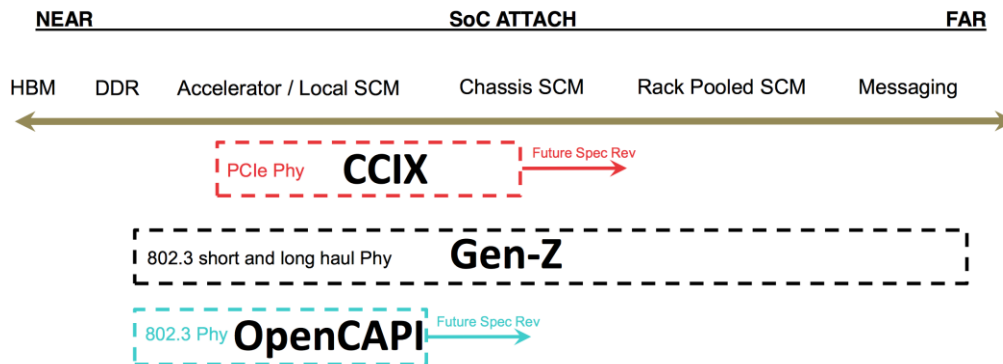 NEAR SoC ATTACH FAR
HBM DDR Accelerator / Local SCM Chassis SCM Rack Pooled SCM Messaging
PCIe Phy CCIX Future Spec Rev
802.3 short and long haul Phy Gen-Z
802.3 Phy OpenCAPI Future Spec Rev